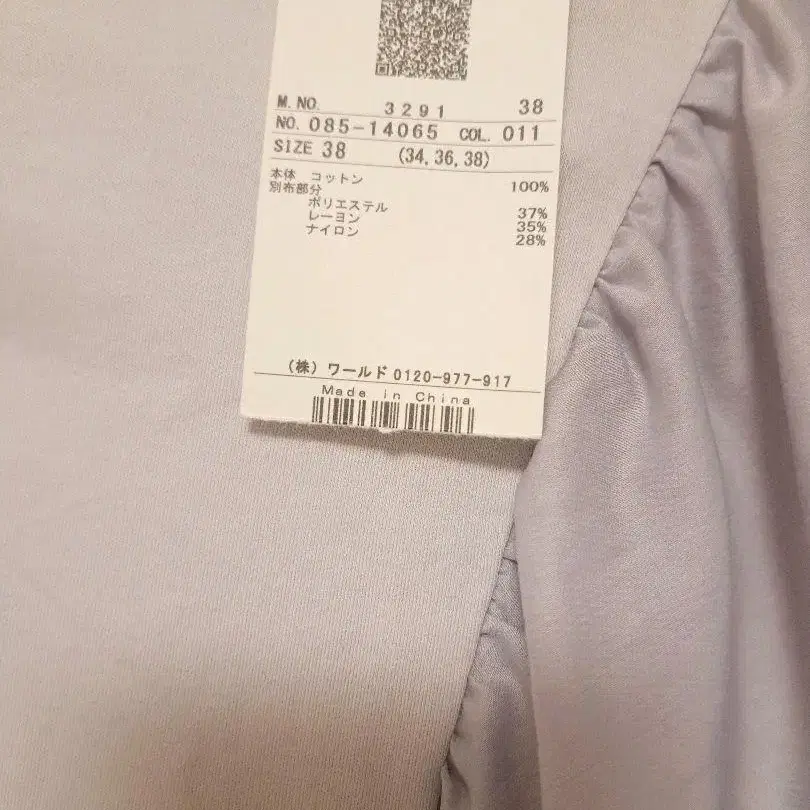 M.NO. 3291 38
NO. 085-14065 COL. 011
SIZE 38 (34,36,38)
本体 コットン 100%
別布部分
ポリエステル 37%
レーヨン 35%
ナイロン 28%
(株) ワールド 0120-977-917
Made in China